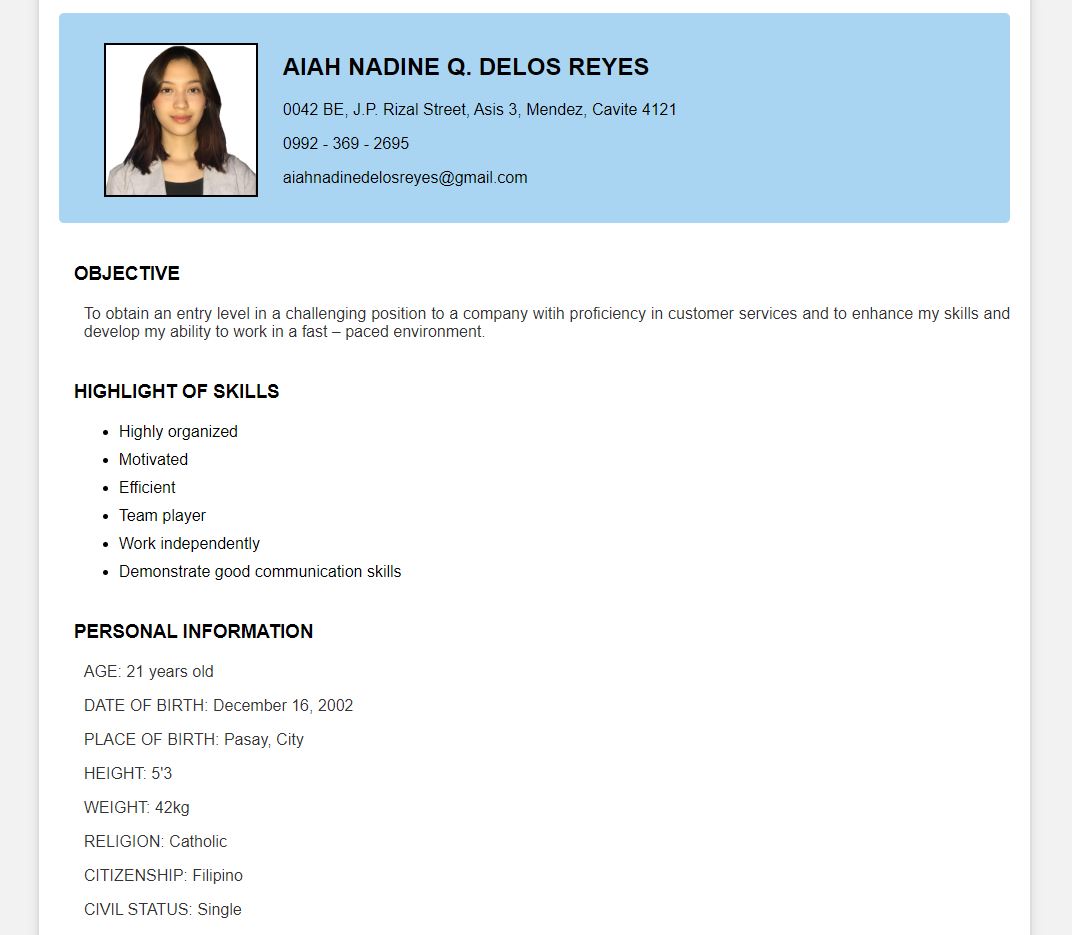 AIAH NADINE Q. DELOS REYES
0042 BE, J.P. Rizal Street, Asis 3, Mendez, Cavite 4121
0992 - 369 - 2695
aiahnadinedelosreyes@gmail.com
OBJECTIVE
To obtain an entry level in a challenging position to a company witih proficiency in customer services and to enhance my skills and
develop my ability to work in a fast – paced environment.
HIGHLIGHT OF SKILLS
• Highly organized
• Motivated
• Efficient
• Team player
• Work independently
• Demonstrate good communication skills
PERSONAL INFORMATION
AGE: 21 years old
DATE OF BIRTH: December 16, 2002
PLACE OF BIRTH: Pasay, City
HEIGHT: 5'3
WEIGHT: 42kg
RELIGION: Catholic
CITIZENSHIP: Filipino
CIVIL STATUS: Single